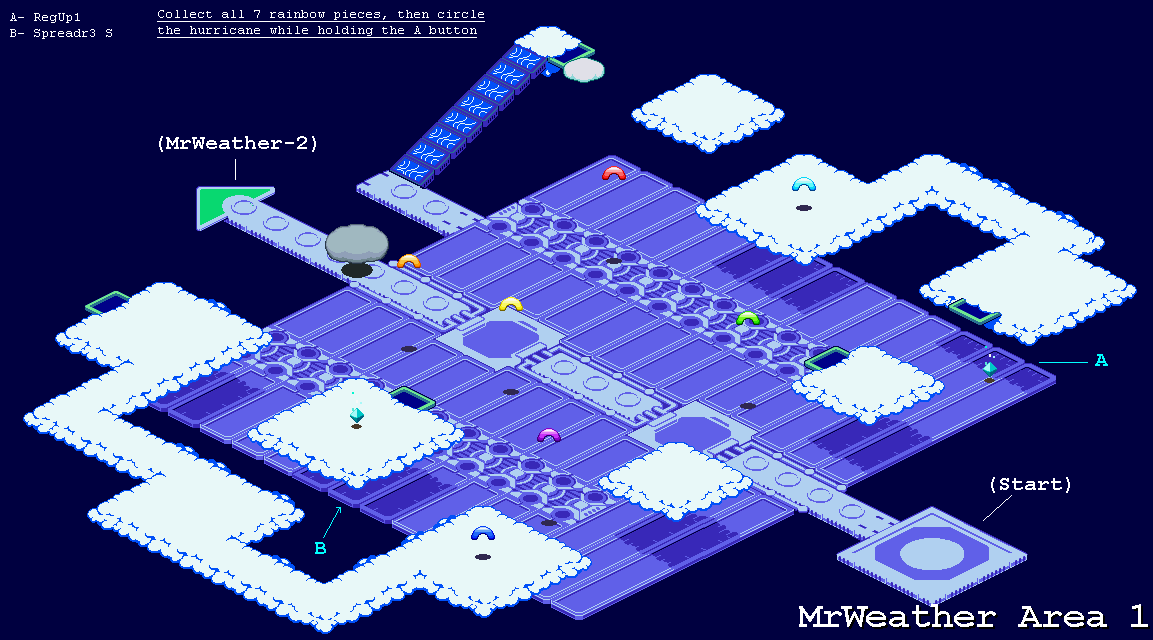 A- RegUp1
B- Spreadr3 S
Collect all 7 rainbow pieces, then circle
the hurricane while holding the A button
(MrWeather-2)
A
(Start)
B
MrWeather Area 1